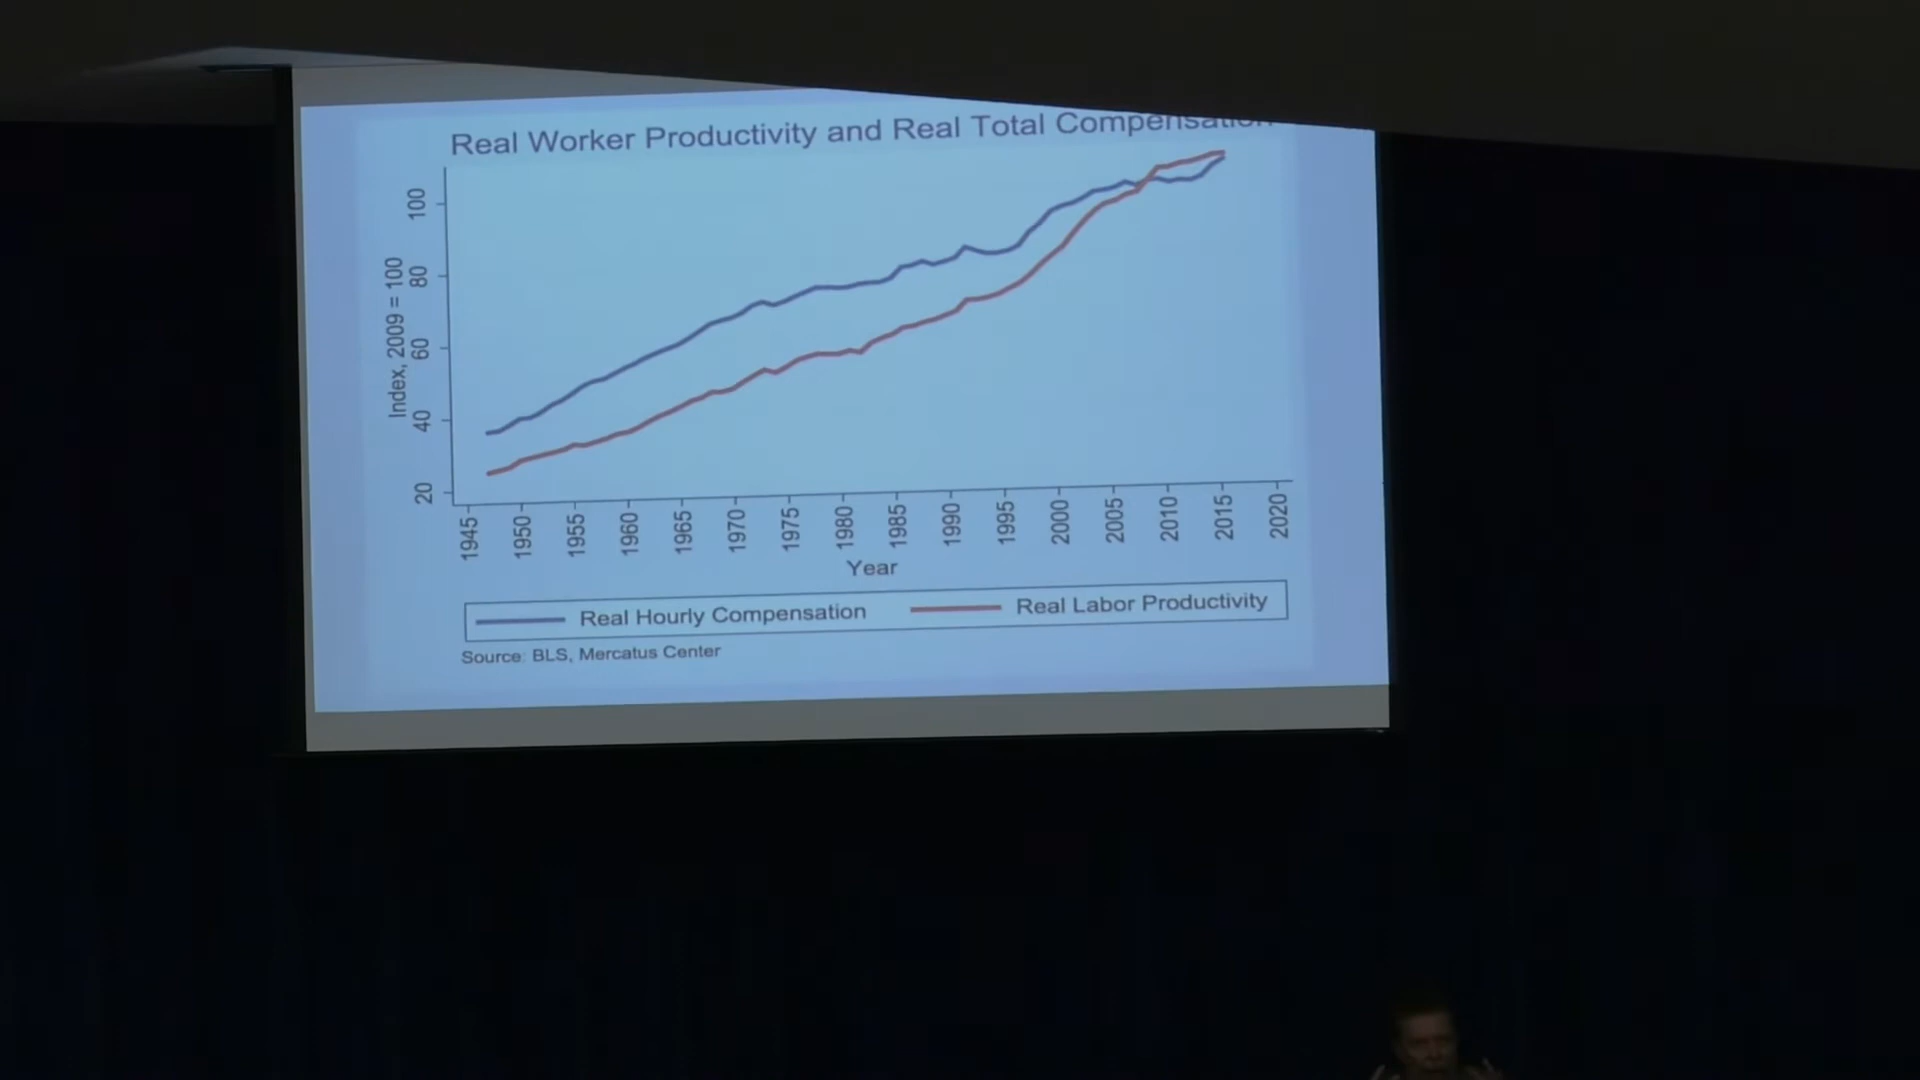 Real Worker Productivity and Real Total Compensation
Index, 2009 = 100
100
80
60
40
20
1945 1950 1955 1960 1965 1970 1975 1980 1985 1990 1995 2000 2005 2010 2015 2020
Year
Real Hourly Compensation Real Labor Productivity
Source: BLS, Mercatus Center